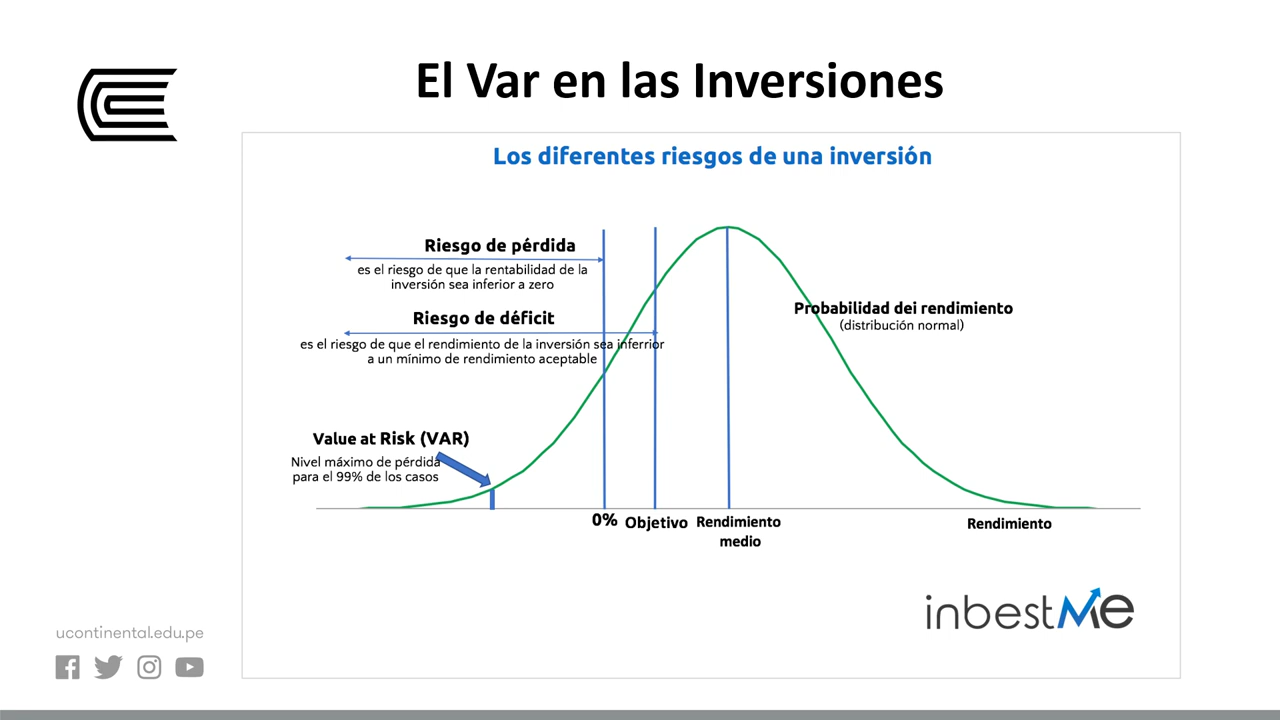 El Var en las Inversiones
Los diferentes riesgos de una inversión
Riesgo de pérdida
es el riesgo de que la rentabilidad de la
inversión sea inferior a zero
Riesgo de déficit
es el riesgo de que el rendimiento de la inversión sea inferrior
a un mínimo de rendimiento aceptable
Probabilidad dei rendimiento
(distribución normal)
Value at Risk (VAR)
Nivel máximo de pérdida
para el 99% de los casos
0%
Objetivo
Rendimiento
medio
Rendimiento
inbestMe
ucontinental.edu.pe